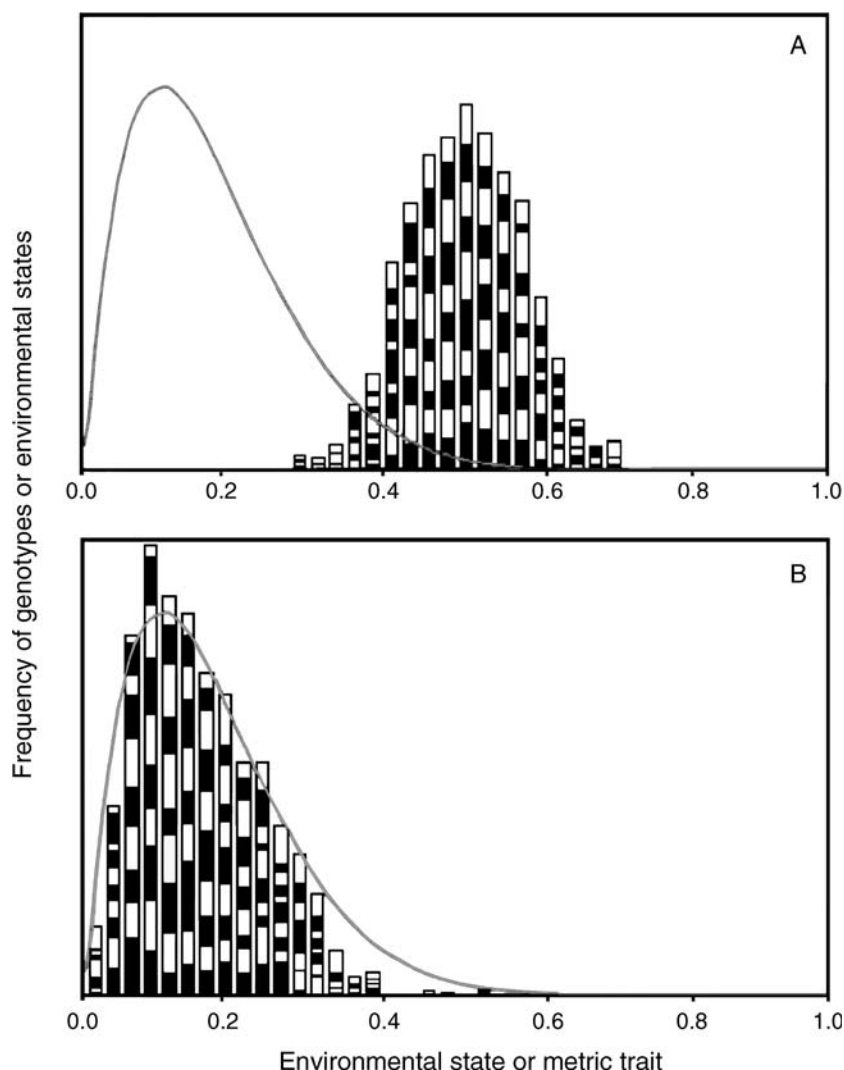 A
0.0 0.2 0.4 0.6 0.8 1.0
Frequency of genotypes or environmental states
B
0.0 0.2 0.4 0.6 0.8 1.0
Environmental state or metric trait